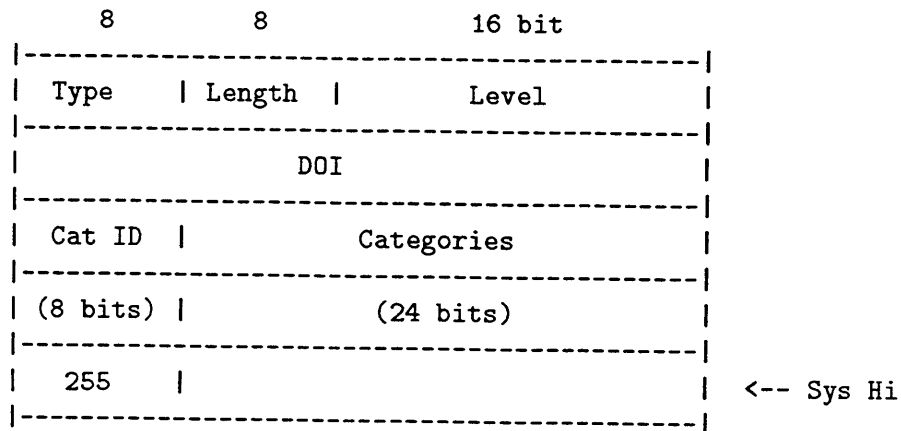 8 8 16 bit
|--------------------------------------------|
| Type | Length | Level |
|--------------------------------------------|
| DOI |
|--------------------------------------------|
| Cat ID | Categories |
|--------------------------------------------|
| (8 bits) | (24 bits) |
|--------------------------------------------|
| 255 | | <-- Sys Hi
|--------------------------------------------|